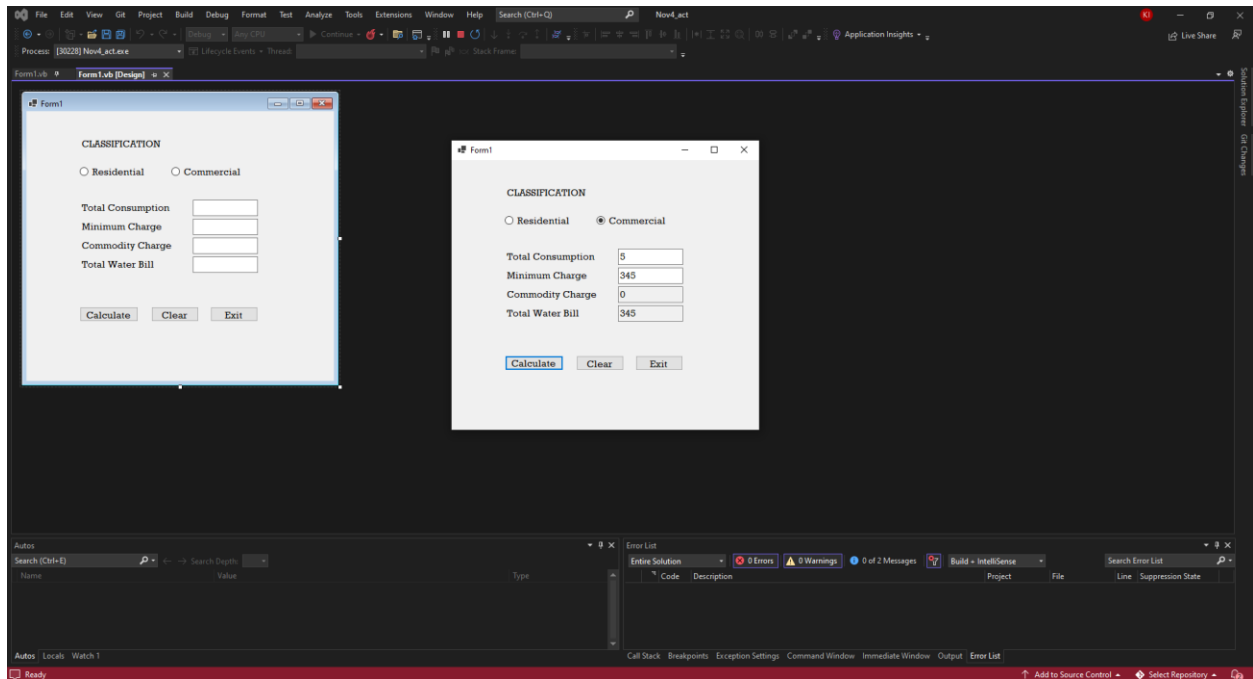 File Edit View Git Project Build Debug Format Test Analyze Tools Extensions Window Help Search (Ctrl+Q) Nov4_act KI
Debug Any CPU Continue Application Insights Live Share
Process: [30228] Nov4_act.exe Lifecycle Events Thread: Stack Frame:
Form1.vb Form1.vb [Design]
Solution Explorer Git Changes
Form1
CLASSIFICATION
Residential Commercial
Total Consumption
Minimum Charge
Commodity Charge
Total Water Bill
Calculate Clear Exit
Form1
CLASSIFICATION
Residential Commercial
Total Consumption 5
Minimum Charge 345
Commodity Charge 0
Total Water Bill 345
Calculate Clear Exit
Autos
Search (Ctrl+E) Search Depth:
Name Value Type
Autos Locals Watch 1
Error List
Entire Solution 0 Errors 0 Warnings 0 of 2 Messages Build + IntelliSense Search Error List
Code Description Project File Line Suppression State
Call Stack Breakpoints Exception Settings Command Window Immediate Window Output Error List
Ready Add to Source Control Select Repository